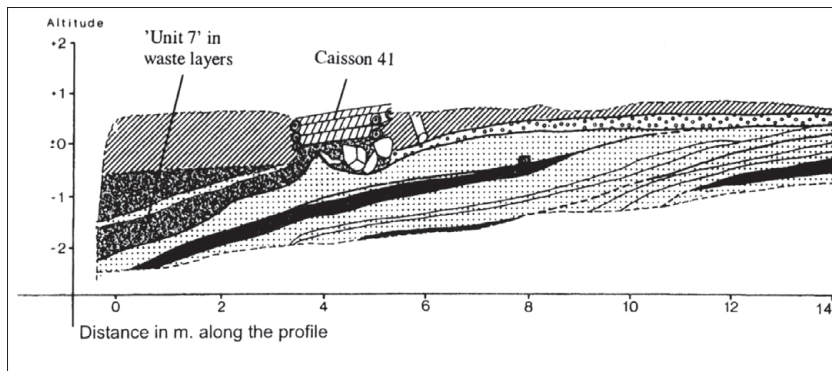 Altitude
'Unit 7' in
waste layers
Caisson 41
+2
+1
±0
-1
-2
0 2 4 6 8 10 12 14
Distance in m. along the profile